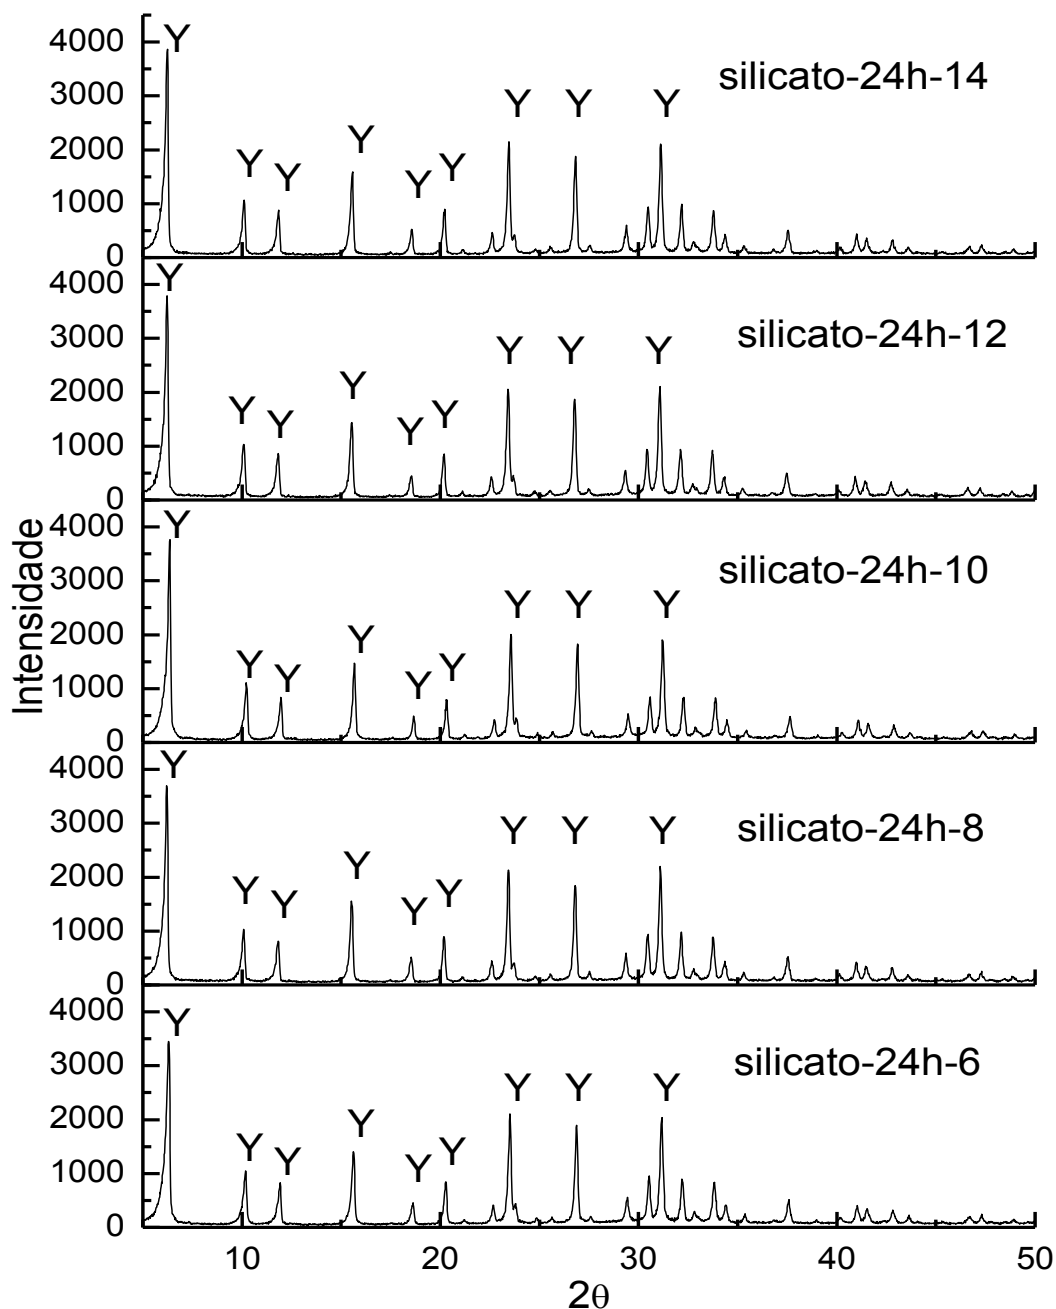 Intensidade
4000
3000
2000
1000
0
Y Y Y Y Y Y Y Y Y
silicato-24h-14
4000
3000
2000
1000
0
Y Y Y Y Y Y Y Y Y
silicato-24h-12
4000
3000
2000
1000
0
Y Y Y Y Y Y Y Y Y
silicato-24h-10
4000
3000
2000
1000
0
Y Y Y Y Y Y Y Y Y
silicato-24h-8
4000
3000
2000
1000
0
Y Y Y Y Y Y Y Y Y
silicato-24h-6
10 20 30 40 50
2θ